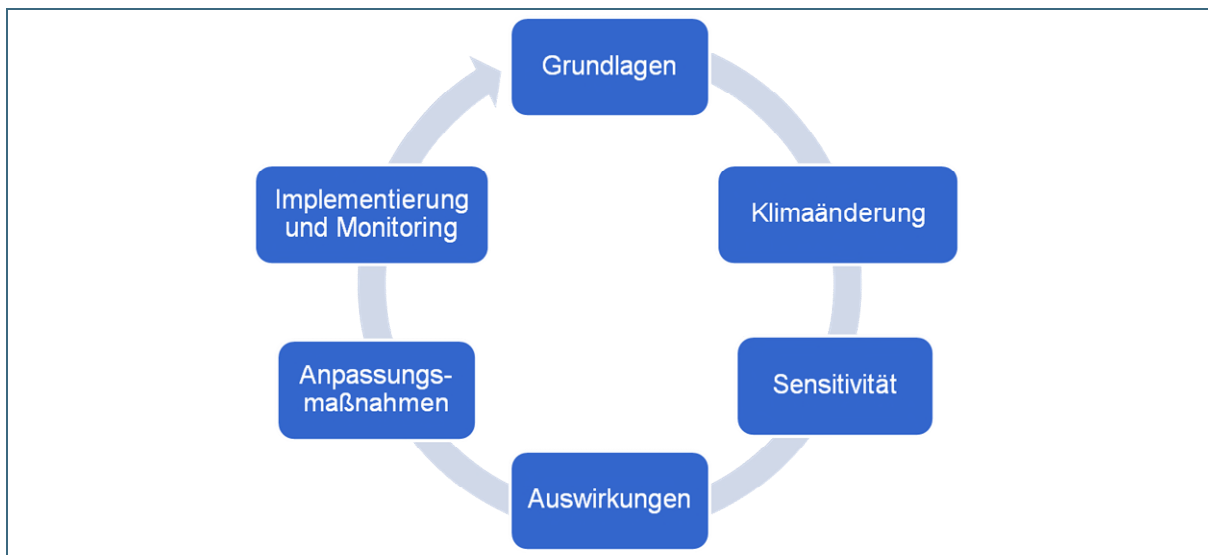 Grundlagen
Klimaänderung
Sensitivität
Auswirkungen
Anpassungs-
maßnahmen
Implementierung
und Monitoring